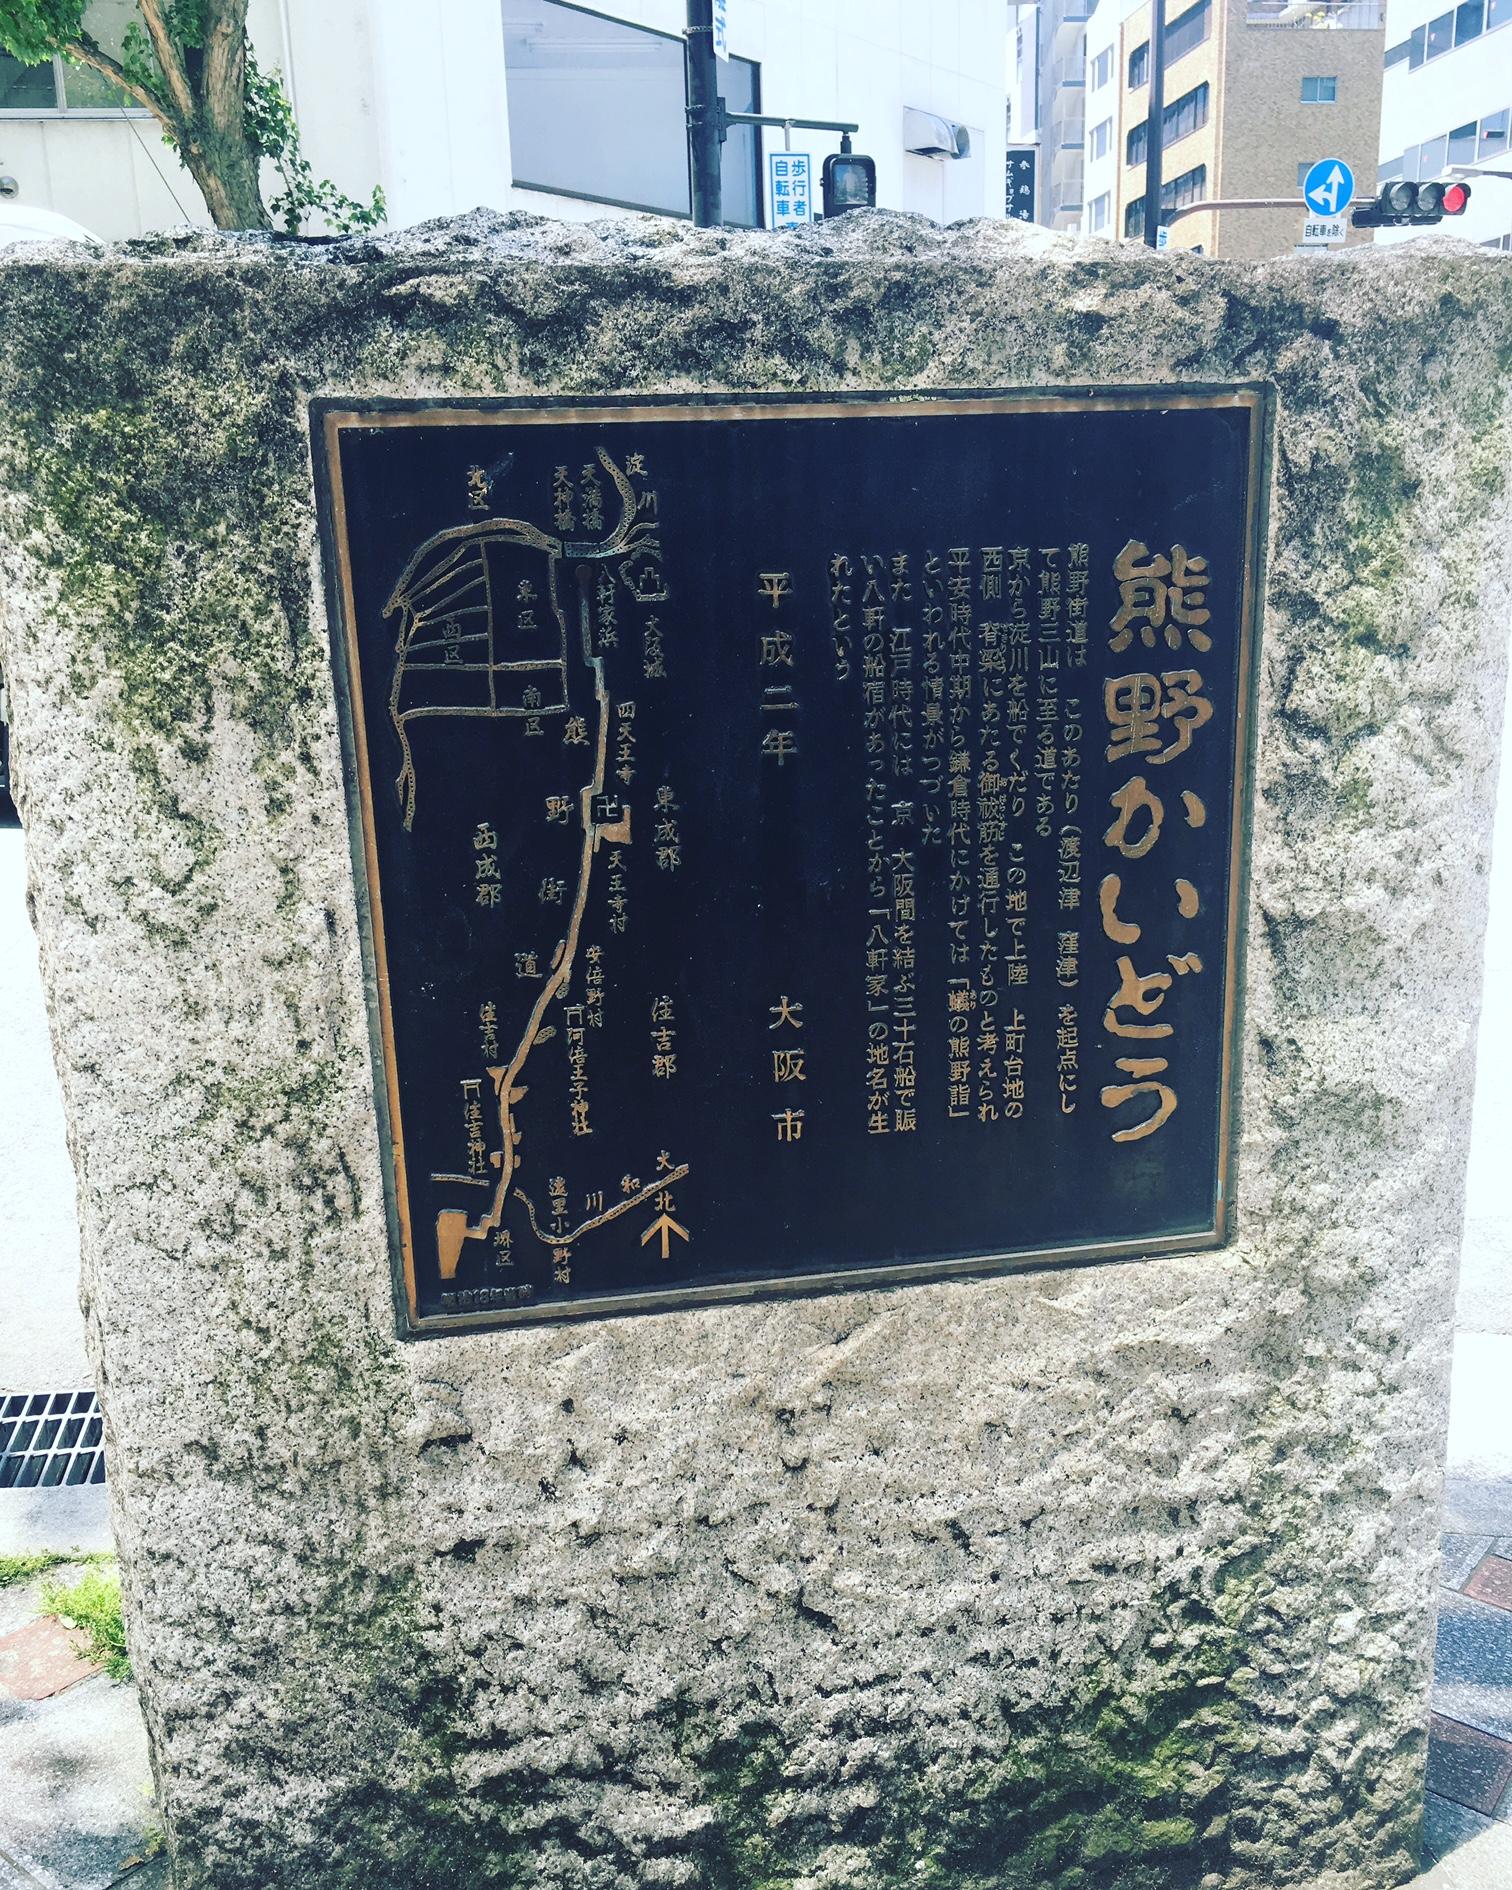 熊野かいどう
熊野街道は このあたり(渡辺津 窪津)を起点にし
て熊野三山に至る道である
京から淀川を船でくだり この地で上陸 上町台地の
西側 脊梁にあたる御祓筋を通行したものと考えられ
平安時代中期から鎌倉時代にかけては「蟻の熊野詣」
といわれる情景がつづいた
また 江戸時代には 京 大阪間を結ぶ三十石船で賑
い八軒の船宿があったことから「八軒家」の地名が生
れたという
平成二年 大阪市
淀川
天満橋
天神橋
北区
八軒家浜
大阪城
東区
西区
南区
四天王寺
熊野街道
東成郡
西成郡
天王寺村
安倍野村
阿倍王子神社
住吉郡
住吉村
住吉神社
大和川
遠里小野村
堺区
北
歩行者
自転車
参鶏湯
自転車を除く